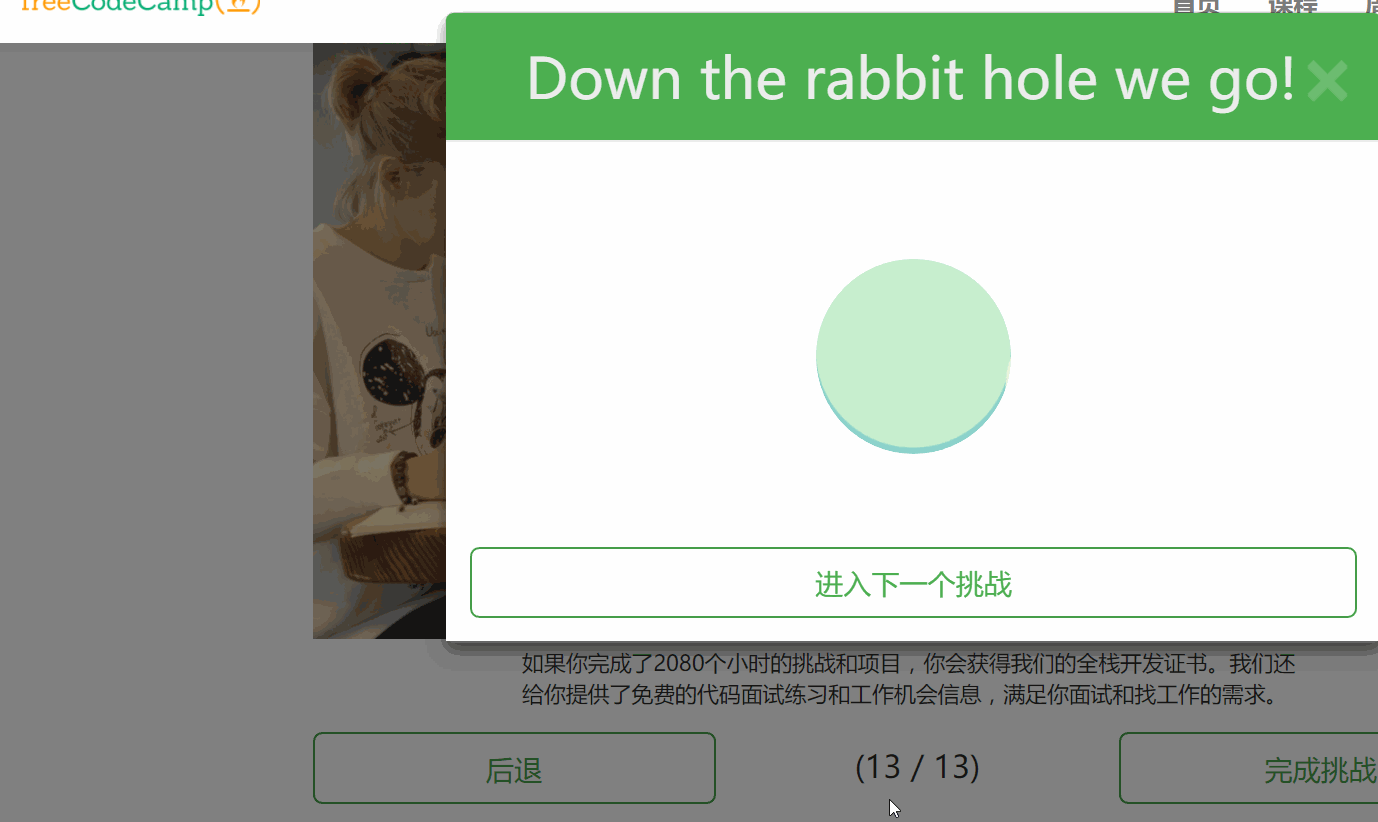 freeCodeCamp(
首页 课程
Down the rabbit hole we go!
进入下一个挑战
如果你完成了2080个小时的挑战和项目，你会获得我们的全栈开发证书。我们还
给你提供了免费的代码面试练习和工作机会信息，满足你面试和找工作的需求。
后退 (13 / 13) 完成挑战